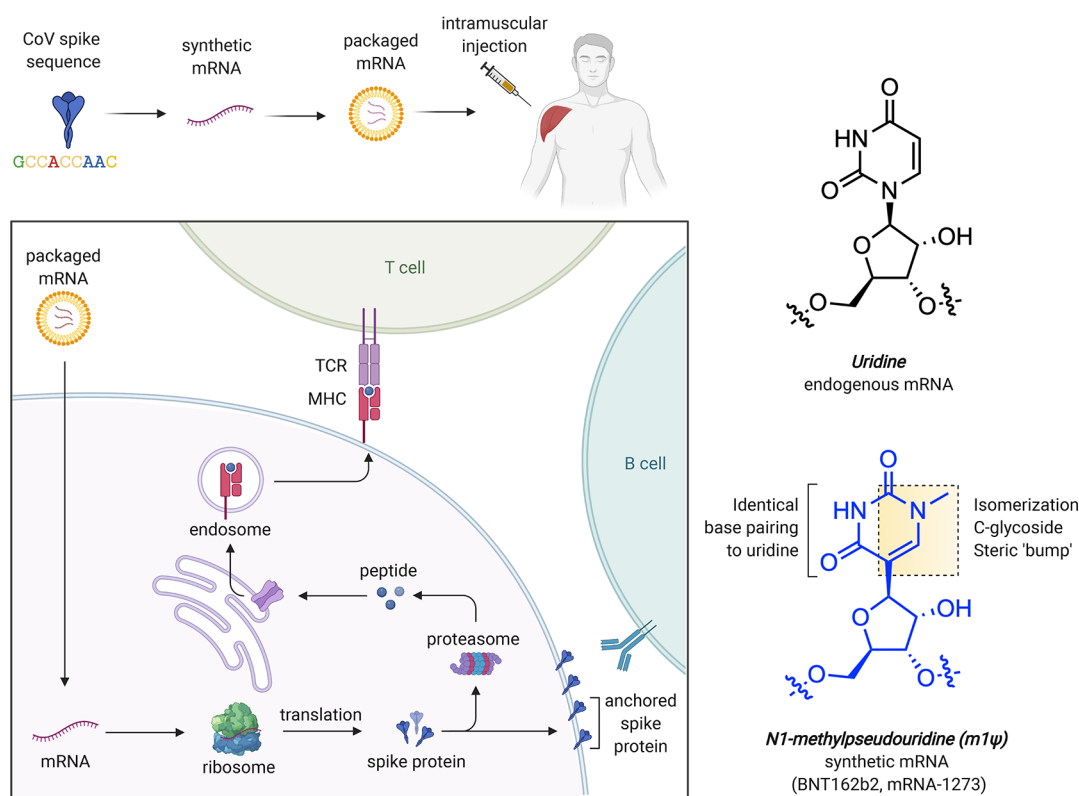 CoV spike
sequence
GCCACCAAC
synthetic
mRNA
packaged
mRNA
intramuscular
injection
packaged
mRNA
T cell
TCR
MHC
B cell
endosome
peptide
proteasome
anchored
spike
protein
mRNA
ribosome
translation
spike protein
O
HN
O
N
O
OH
O
O
Uridine
endogenous mRNA
Identical
base pairing
to uridine
O
HN
N
O
O
OH
O
O
Isomerization
C-glycoside
Steric 'bump'
N1-methylpseudouridine (m1ψ)
synthetic mRNA
(BNT162b2, mRNA-1273)